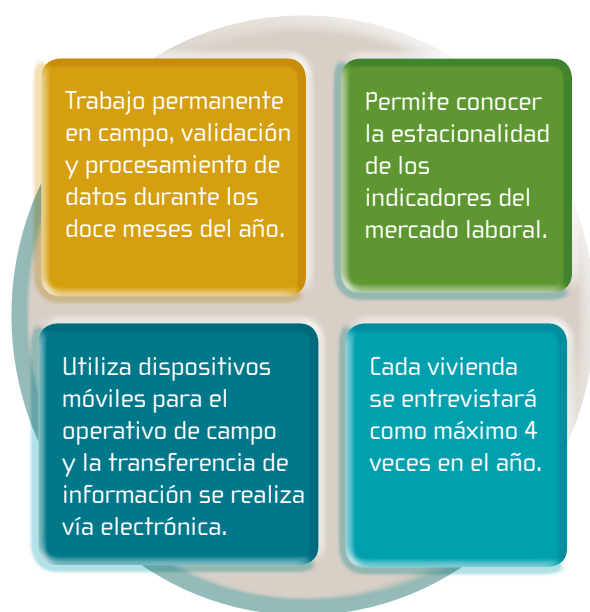 Trabajo permanente
en campo, validación
y procesamiento de
datos durante los
doce meses del año.
Permite conocer
la estacionalidad
de los
indicadores del
mercado laboral.
Utiliza dispositivos
móviles para el
operativo de campo
y la transferencia de
información se realiza
vía electrónica.
Cada vivienda
se entrevistará
como máximo 4
veces en el año.